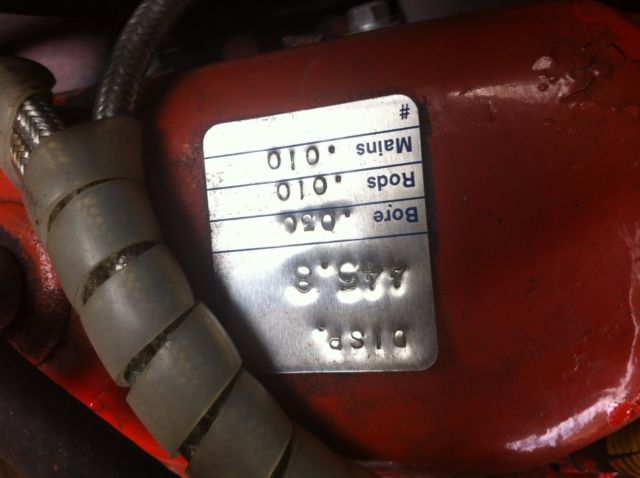 DISP.
445.8
Bore .030
Rods .010
Mains .010
#